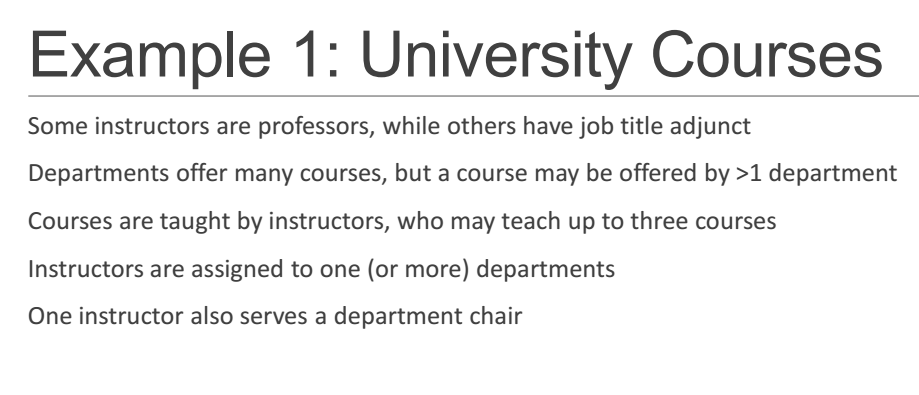 Example 1: University Courses
Some instructors are professors, while others have job title adjunct
Departments offer many courses, but a course may be offered by >1 department
Courses are taught by instructors, who may teach up to three courses
Instructors are assigned to one (or more) departments
One instructor also serves a department chair